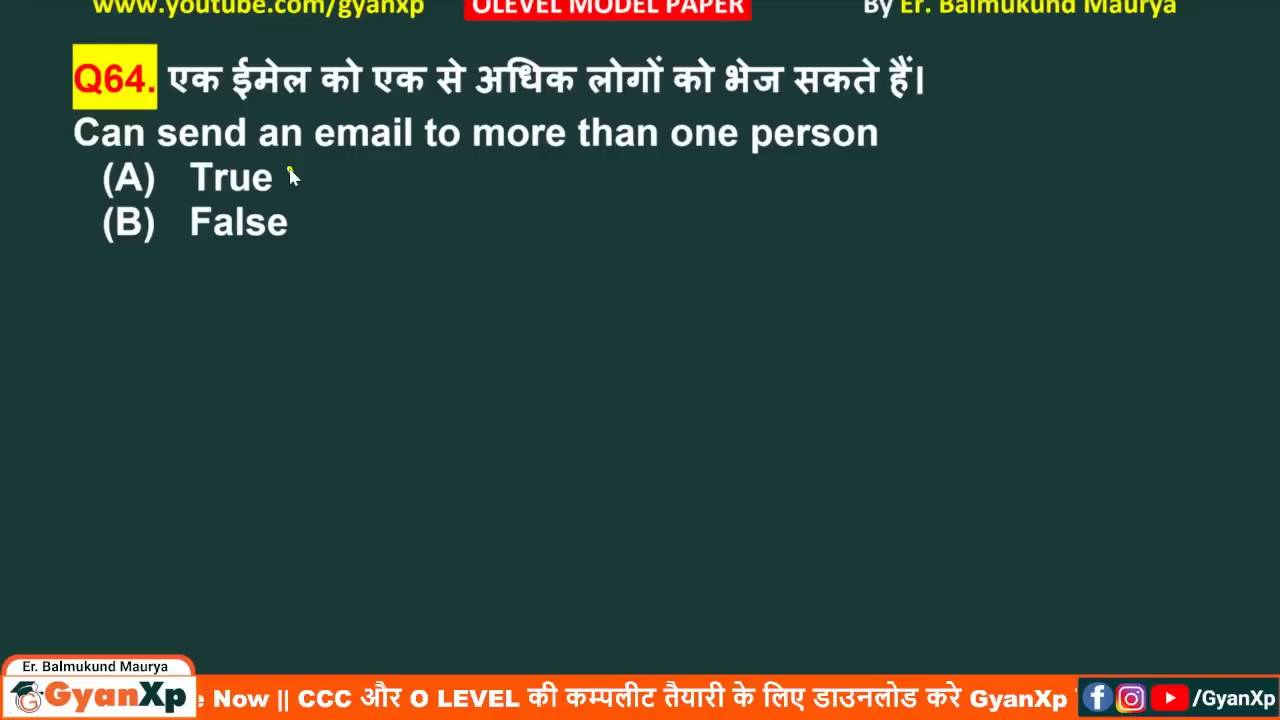 www.youtube.com/gyanxp OLEVEL MODEL PAPER By Er. Balmukund Maurya
Q64. एक ईमेल को एक से अधिक लोगों को भेज सकते हैं।
Can send an email to more than one person
(A) True
(B) False
Er. Balmukund Maurya
GyanXp
e Now || CCC और O LEVEL की कम्पलीट तैयारी के लिए डाउनलोड करे GyanXp
/GyanXp